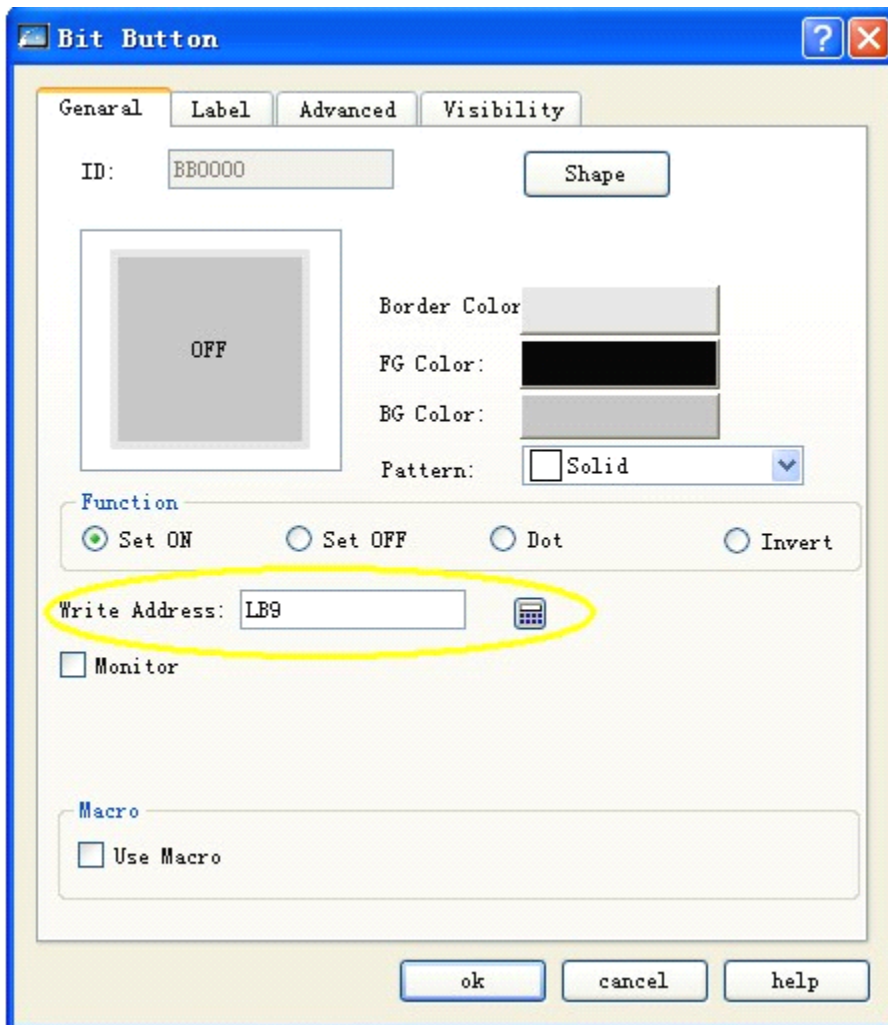 Bit Button
Genaral Label Advanced Visibility
ID: BB0000 Shape
OFF
Border Color
FG Color:
BG Color:
Pattern: Solid
Function
Set ON Set OFF Dot Invert
Write Address: LB9
Monitor
Macro
Use Macro
ok cancel help